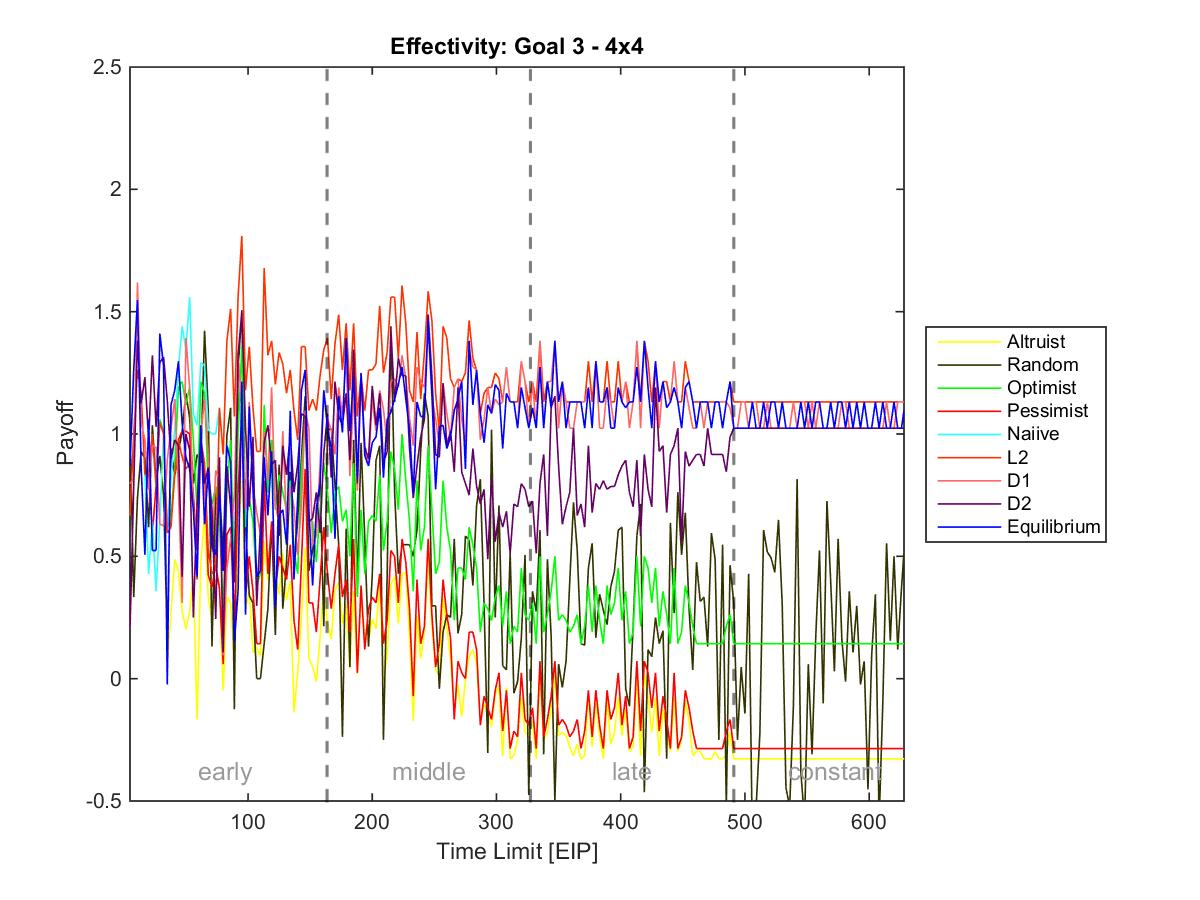 Effectivity: Goal 3 - 4x4
Payoff
2.5
2
1.5
1
0.5
0
-0.5
early middle late constant
100 200 300 400 500 600
Time Limit [EIP]
Altruist
Random
Optimist
Pessimist
Naiive
L2
D1
D2
Equilibrium